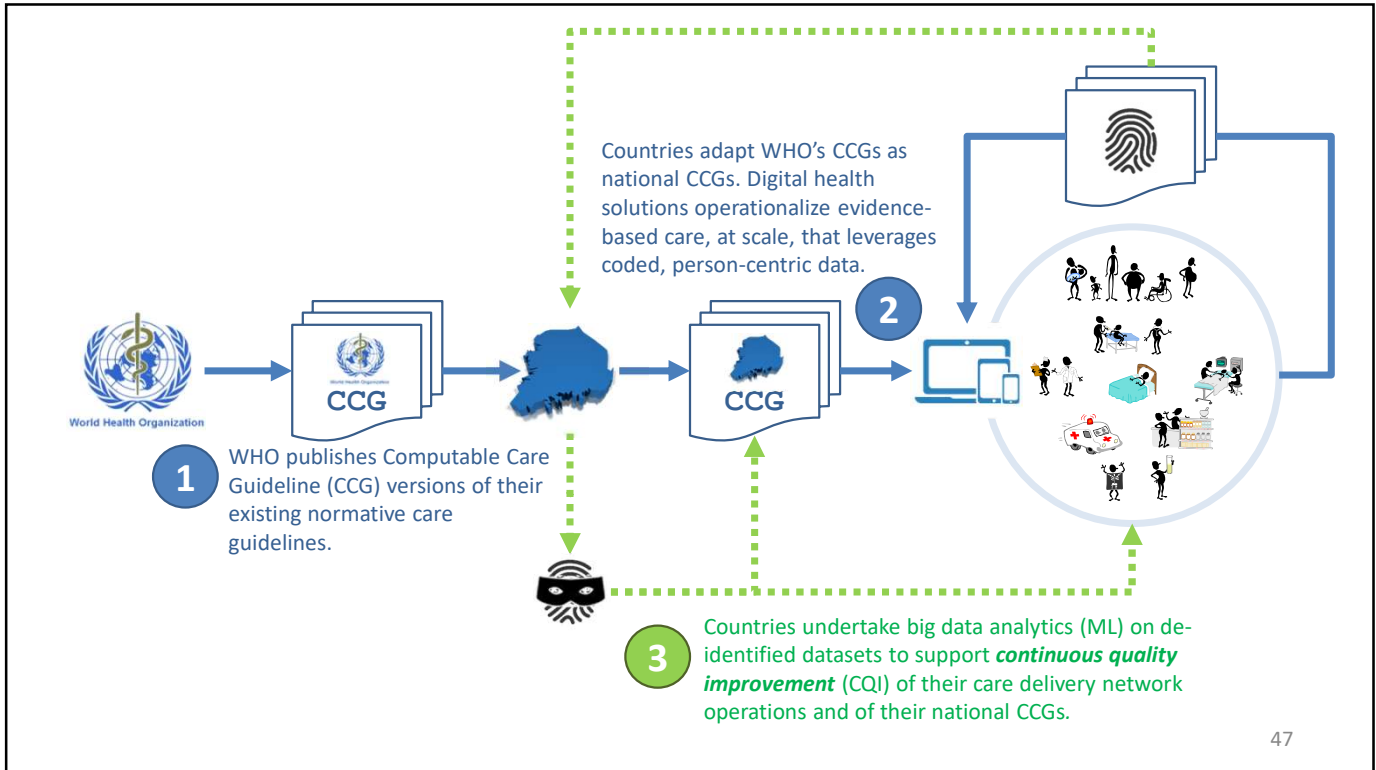 Countries adapt WHO’s CCGs as
national CCGs. Digital health
solutions operationalize evidence-
based care, at scale, that leverages
coded, person-centric data.
2
World Health Organization
World Health Organization
CCG
CCG
1
WHO publishes Computable Care
Guideline (CCG) versions of their
existing normative care
guidelines.
3
Countries undertake big data analytics (ML) on de-
identified datasets to support continuous quality
improvement (CQI) of their care delivery network
operations and of their national CCGs.
47